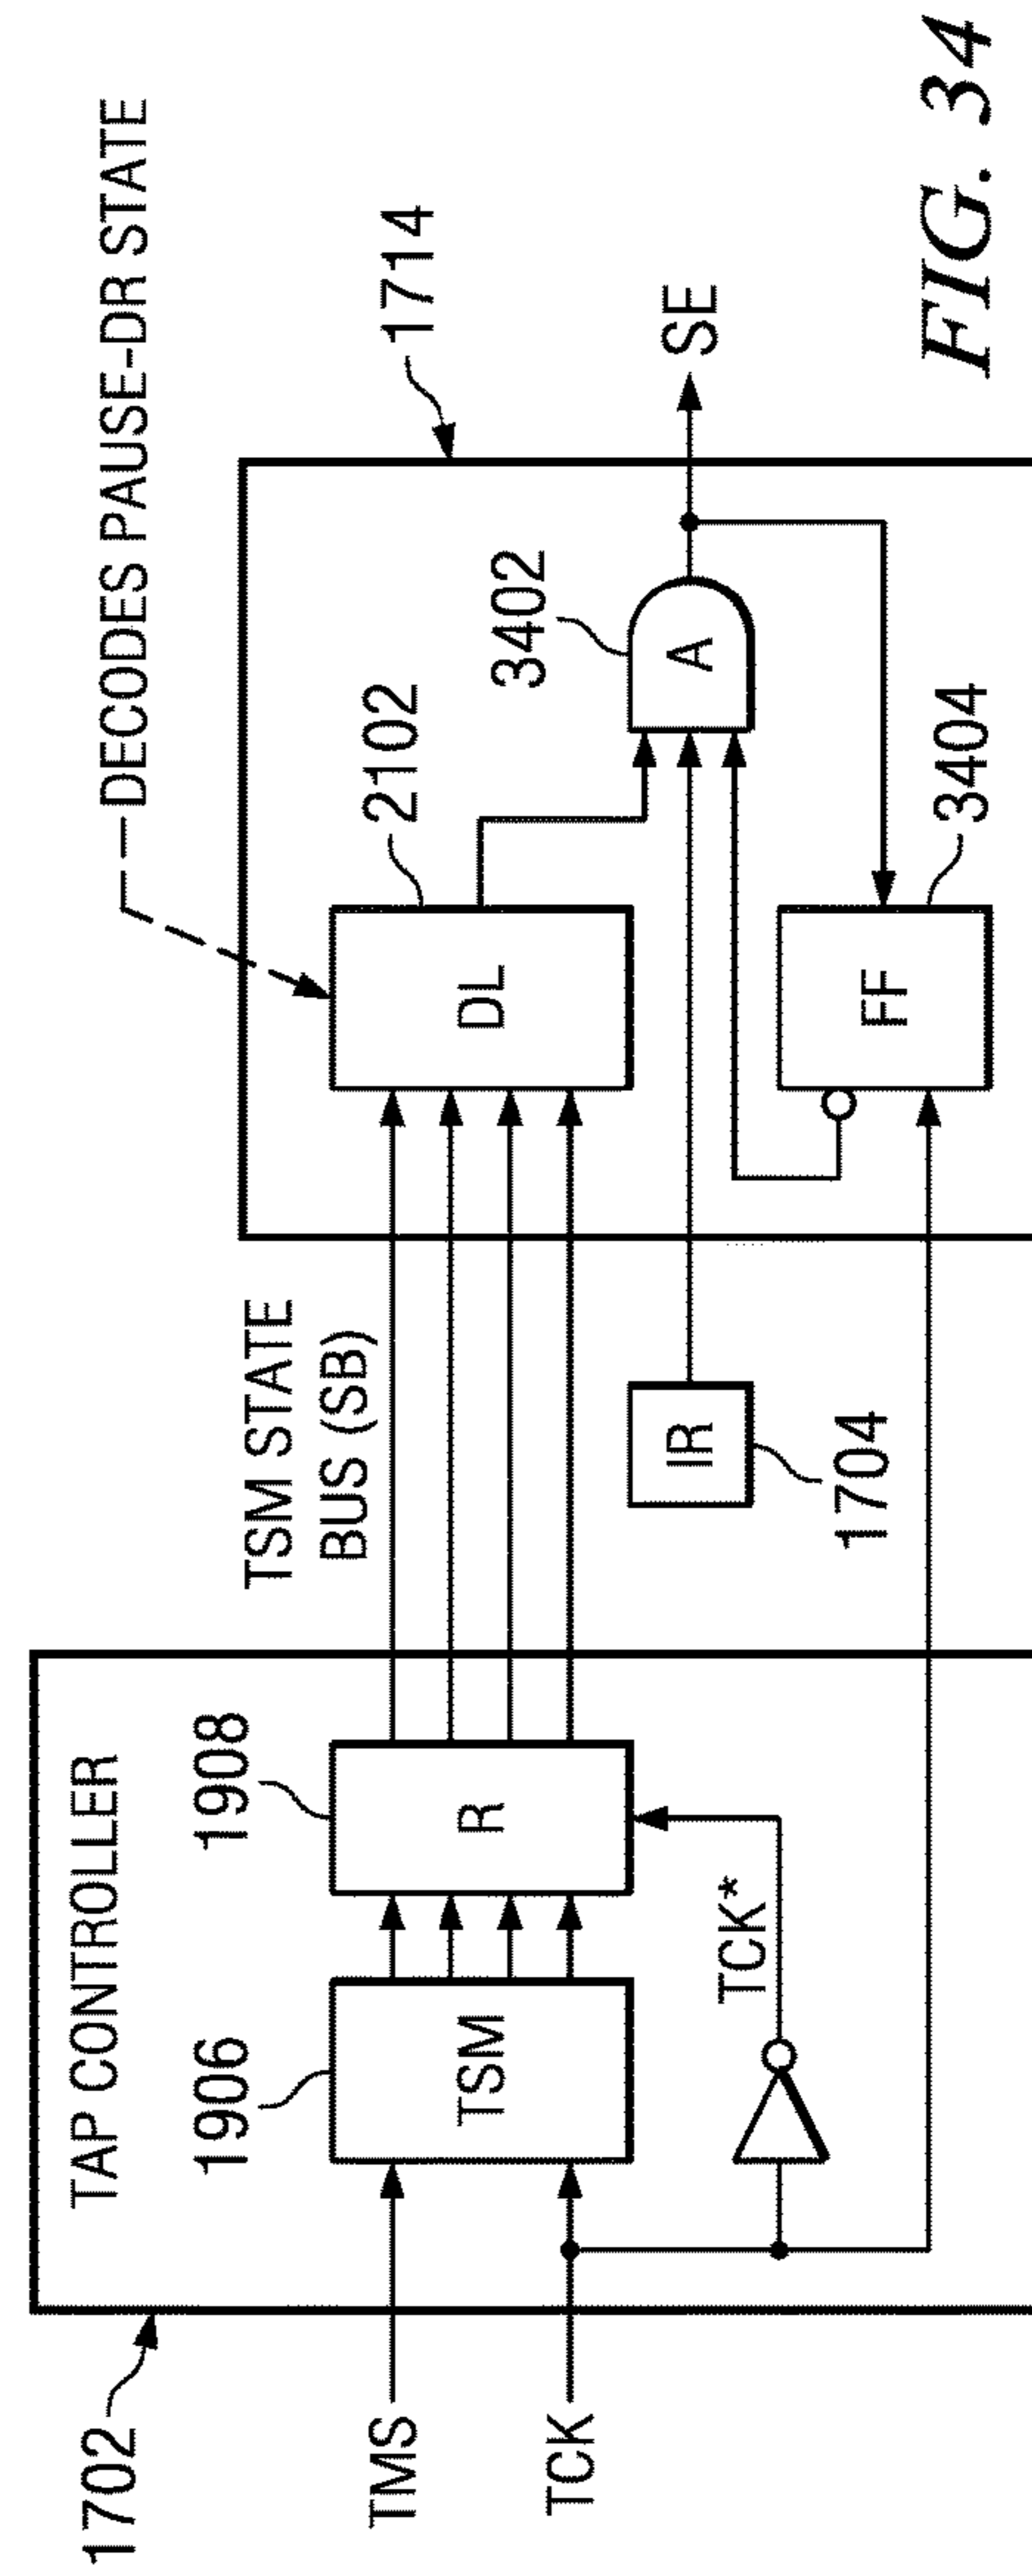 DECODES PAUSE-DR STATE
1702
TAP CONTROLLER
TSM STATE
BUS (SB)
1714
1906
1908
2102
TMS
TSM
R
DL
3402
TCK
TCK*
IR
A
SE
1704
FF
3404
FIG. 34